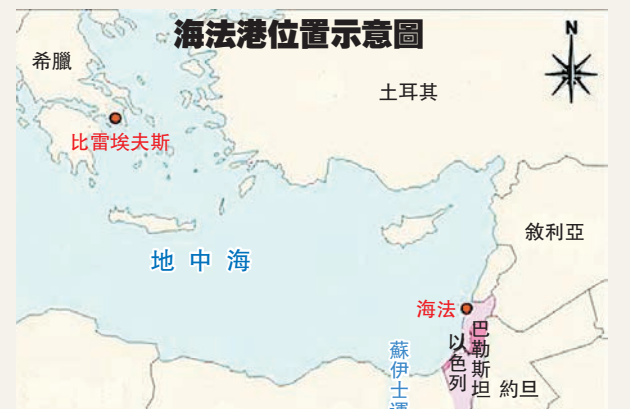 海法港位置示意圖
N
希臘
土耳其
比雷埃夫斯
敘利亞
地中海
海法
巴勒斯坦
以色列
蘇伊士運
約旦